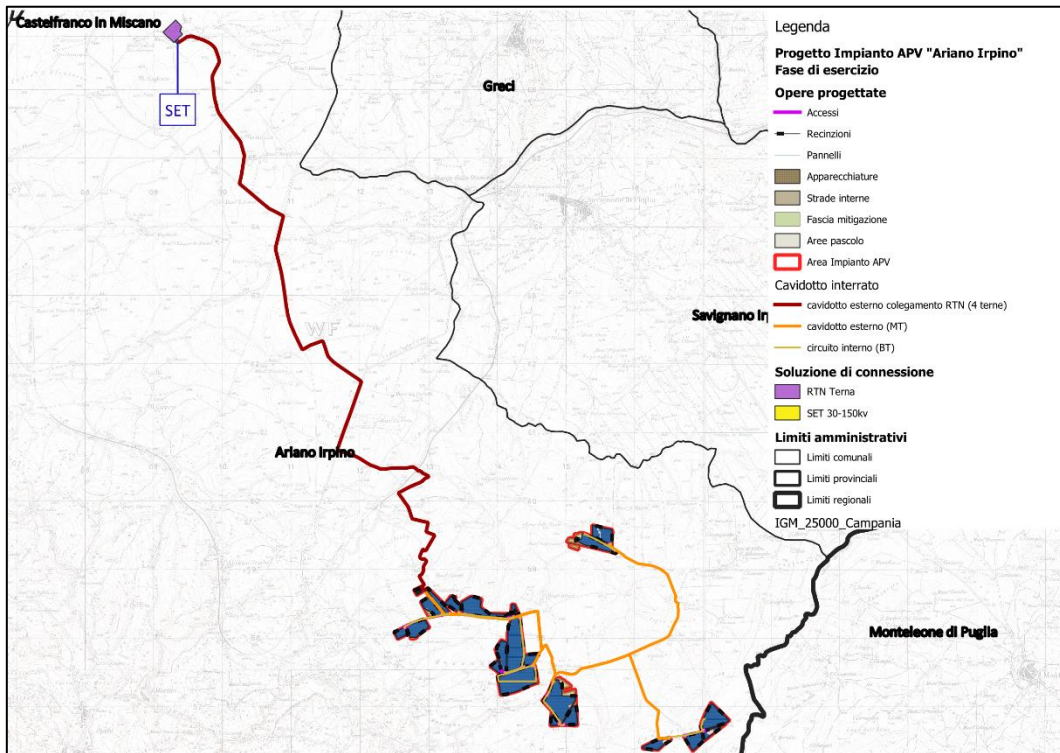 Castelfranco in Miscano
SET
Greci
WF
Savignano Irp
Ariano Irpino
Monteleone di Puglia
Legenda
Progetto Impianto APV "Ariano Irpino"
Fase di esercizio
Opere progettate
Accessi
Recinzioni
Pannelli
Apparecchiature
Strade interne
Fascia mitigazione
Aree pascolo
Area Impianto APV
Cavidotto interrato
cavidotto esterno colegamento RTN (4 terne)
cavidotto esterno (MT)
circuito interno (BT)
Soluzione di connessione
RTN Terna
SET 30-150kv
Limiti amministrativi
Limiti comunali
Limiti provinciali
Limiti regionali
IGM_25000_Campania